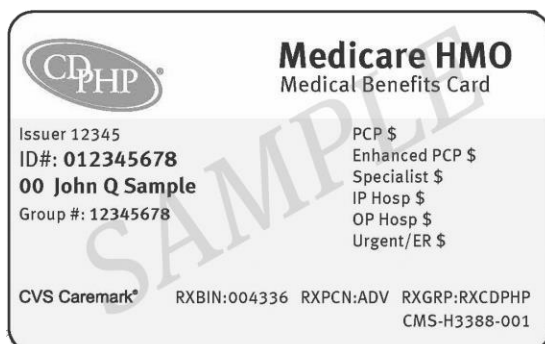 CDPHP®
Medicare HMO
Medical Benefits Card
Issuer 12345
ID#: 012345678
00 John Q Sample
Group #: 12345678
PCP $
Enhanced PCP $
Specialist $
IP Hosp $
OP Hosp $
Urgent/ER $
SAMPLE
CVS Caremark® RXBIN:004336 RXPCN:ADV RXGRP:RXCDPHP
CMS-H3388-001